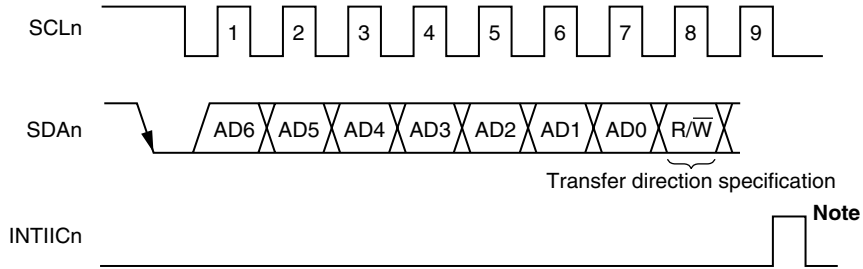 SCLn 1 2 3 4 5 6 7 8 9
SDAn AD6 AD5 AD4 AD3 AD2 AD1 AD0 R/W̅
Transfer direction specification
Note
INTIICn